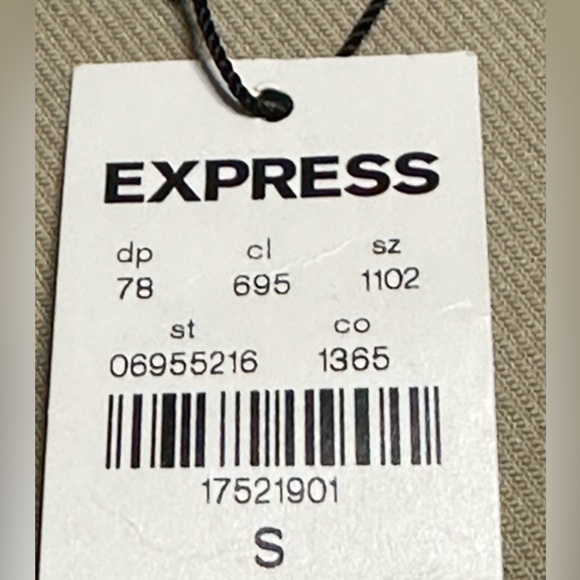 EXPRESS
dp cl sz
78 695 1102
st co
06955216 1365
17521901
S